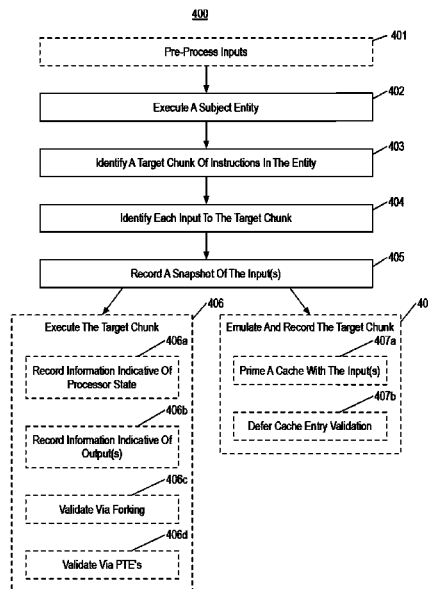 400
401
Pre-Process Inputs
402
Execute A Subject Entity
403
Identify A Target Chunk Of Instructions In The Entity
404
Identify Each Input To The Target Chunk
405
Record A Snapshot Of The Input(s)
406
Execute The Target Chunk
406a
Record Information Indicative Of
Processor State
406b
Record Information Indicative Of
Output(s)
406c
Validate Via Forking
406d
Validate Via PTE's
40
Emulate And Record The Target Chunk
407a
Prime A Cache With The Input(s)
407b
Defer Cache Entry Validation